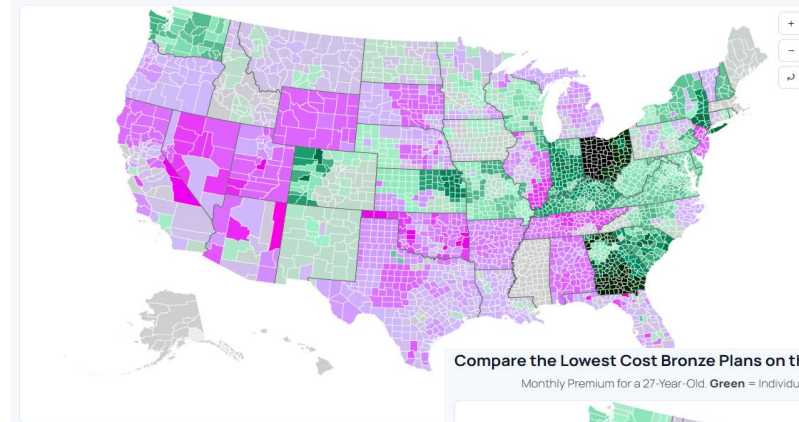 +
−
Compare the Lowest Cost Bronze Plans on th
Monthly Premium for a 27-Year-Old. Green = Individu